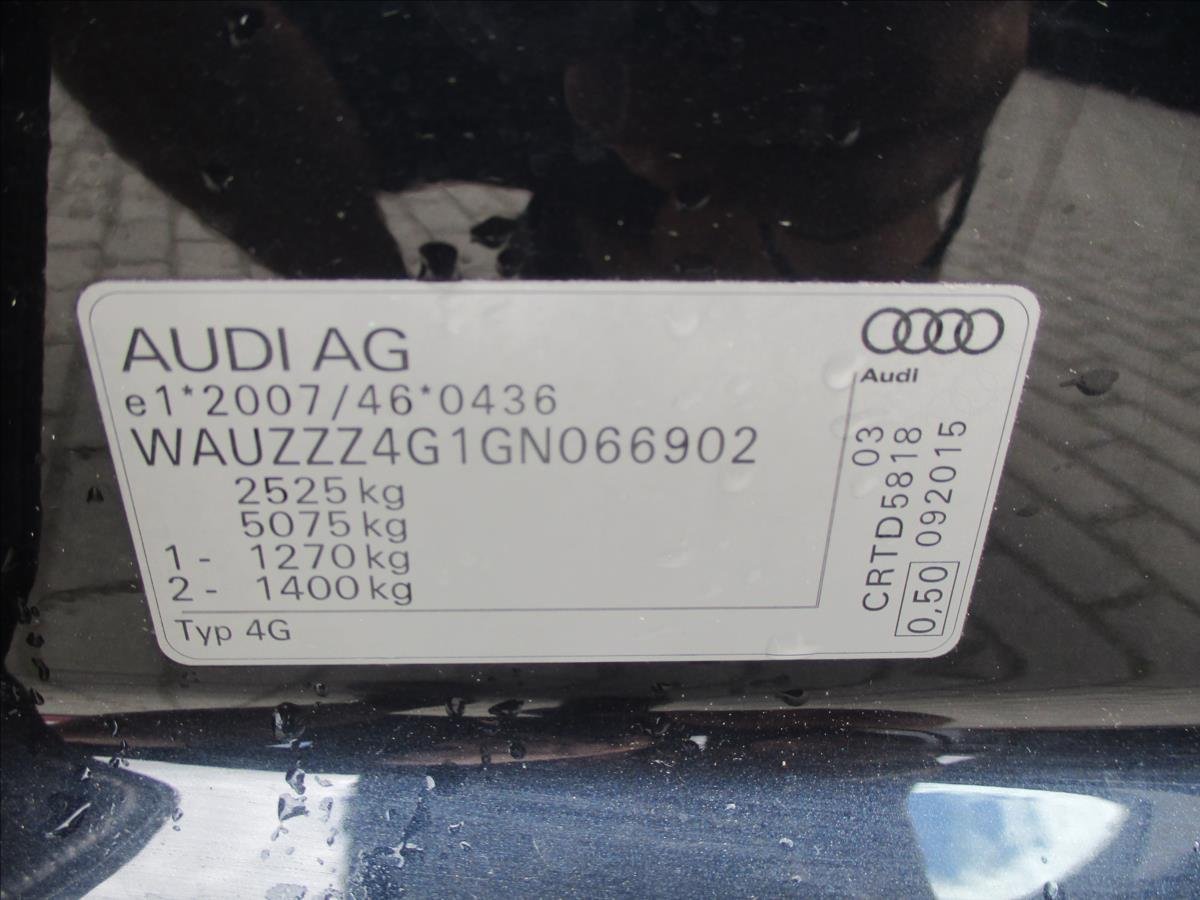 AUDI AG
e1*2007/46*0436
WAUZZZ4G1GN066902
2525 kg
5075 kg
1 - 1270 kg
2 - 1400 kg
Typ 4G
Audi
03
CRTD5818
0,50 092015